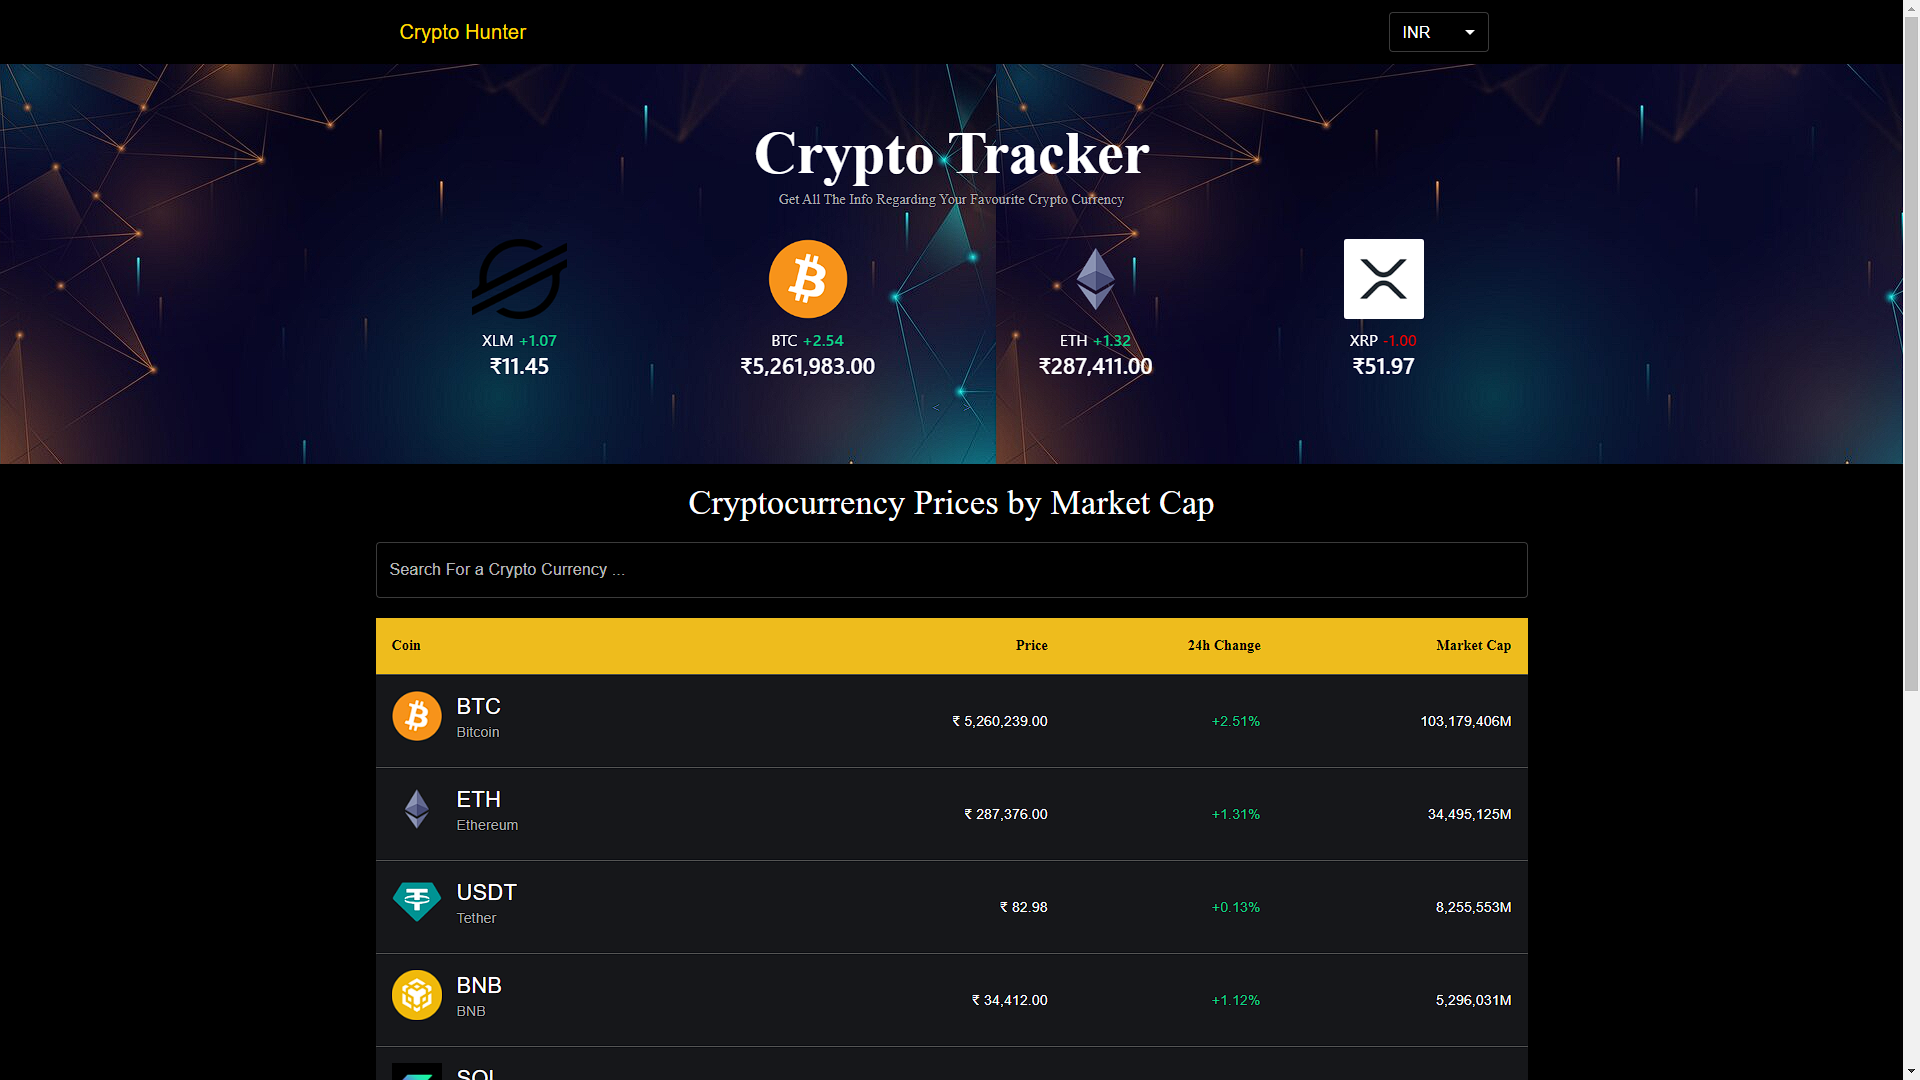 Crypto Hunter
INR
Crypto Tracker
Get All The Info Regarding Your Favourite Crypto Currency
XLM +1.07
₹11.45
BTC +2.54
₹5,261,983.00
ETH +1.32
₹287,411.00
XRP -1.00
₹51.97
< >
Cryptocurrency Prices by Market Cap
Search For a Crypto Currency ...
Coin Price 24h Change Market Cap
BTC
Bitcoin
₹ 5,260,239.00 +2.51% 103,179,406M
ETH
Ethereum
₹ 287,376.00 +1.31% 34,495,125M
USDT
Tether
₹ 82.98 +0.13% 8,255,553M
BNB
BNB
₹ 34,412.00 +1.12% 5,296,031M
SOL